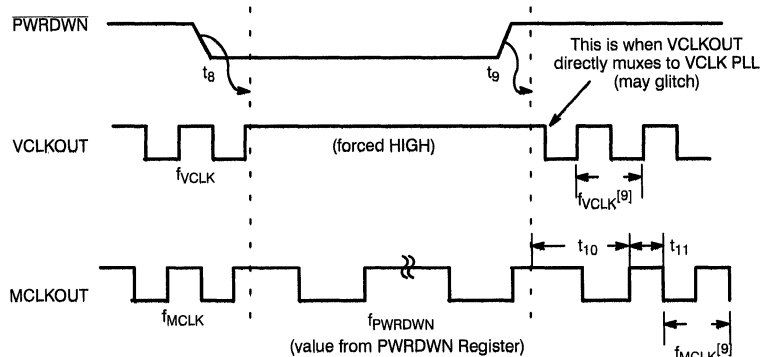 PWRDWN
t8
t9
This is when VCLKOUT
directly muxes to VCLK PLL
(may glitch)
VCLKOUT
(forced HIGH)
fVCLK
fVCLK[9]
t10
t11
MCLKOUT
fMCLK
fPWRDWN
(value from PWRDWN Register)
fMCLK[9]